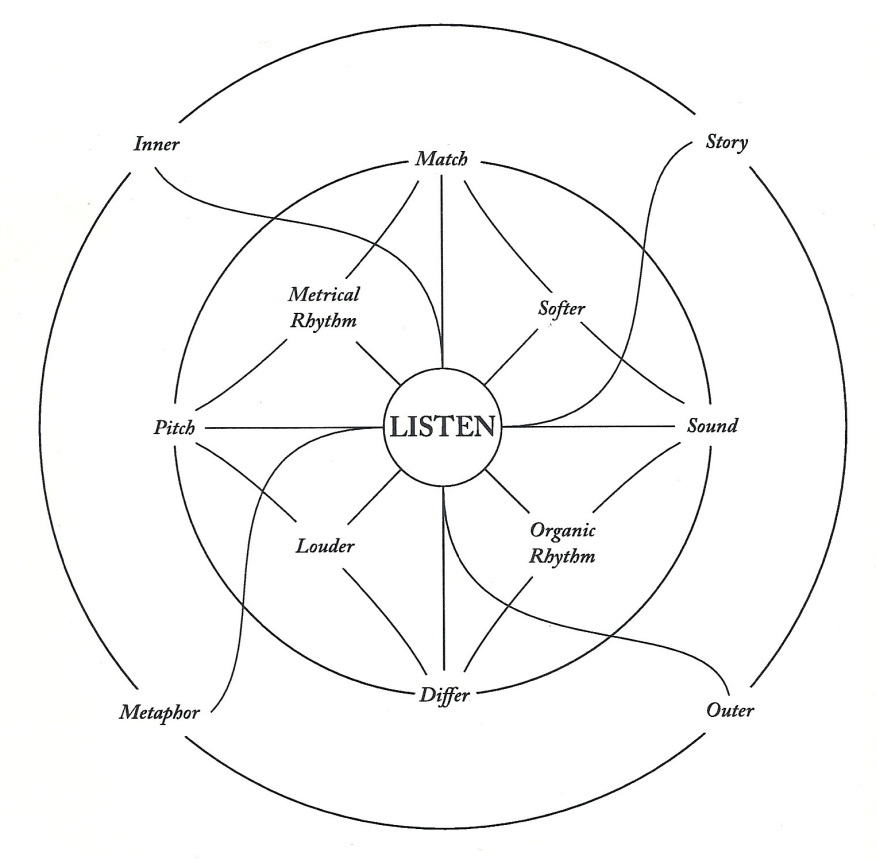 Inner
Story
Match
Metrical
Rhythm
Softer
Pitch
LISTEN
Sound
Louder
Organic
Rhythm
Differ
Metaphor
Outer